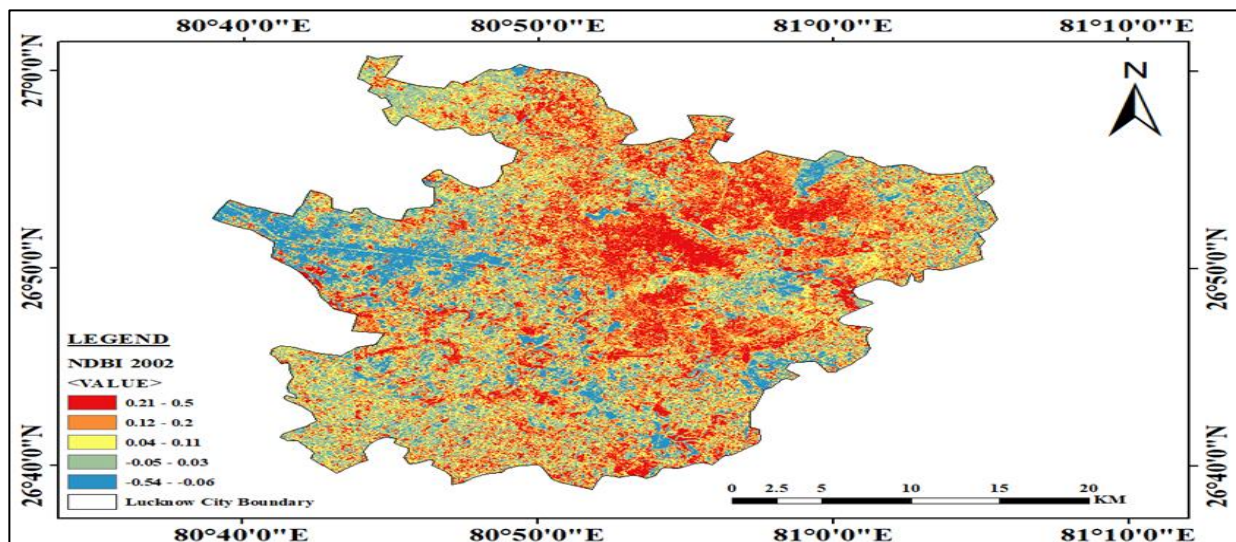 80°40'0"E 80°50'0"E 81°0'0"E 81°10'0"E
27°0'0"N
26°50'0"N
26°40'0"N
N
27°0'0"N
26°50'0"N
26°40'0"N
LEGEND
NDBI 2002
<VALUE>
0.21 - 0.5
0.12 - 0.2
0.04 - 0.11
-0.05 - 0.03
-0.54 - -0.06
Lucknow City Boundary
0 2.5 5 10 15 20
KM
80°40'0"E 80°50'0"E 81°0'0"E 81°10'0"E